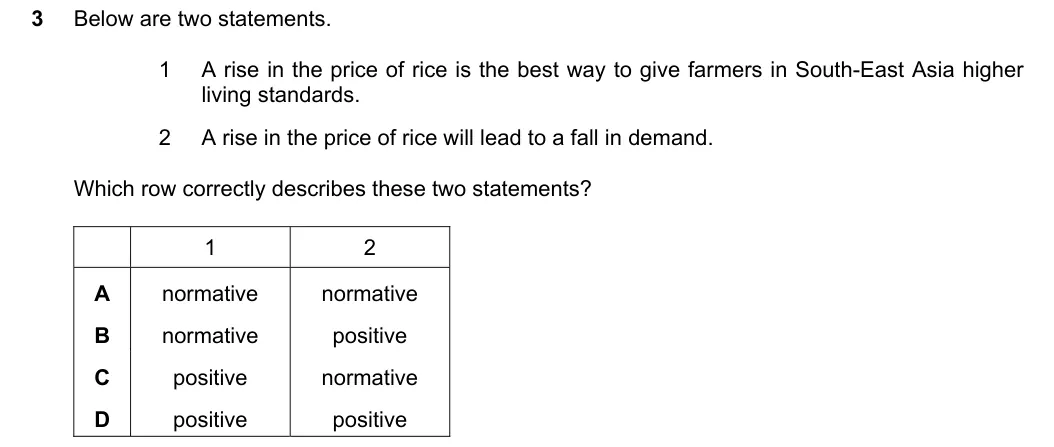 3 Below are two statements.
1 A rise in the price of rice is the best way to give farmers in South-East Asia higher
living standards.
2 A rise in the price of rice will lead to a fall in demand.
Which row correctly describes these two statements?
1 2
A normative normative
B normative positive
C positive normative
D positive positive